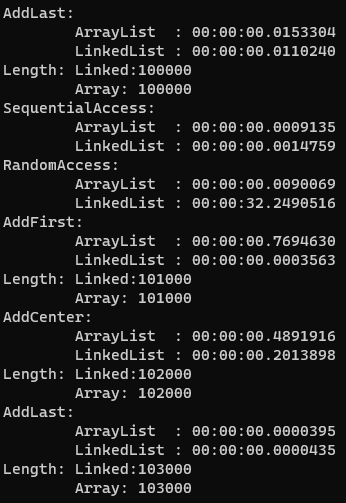 AddLast:
ArrayList : 00:00:00.0153304
LinkedList : 00:00:00.0110240
Length: Linked:100000
Array: 100000
SequentialAccess:
ArrayList : 00:00:00.0009135
LinkedList : 00:00:00.0014759
RandomAccess:
ArrayList : 00:00:00.0090069
LinkedList : 00:00:32.2490516
AddFirst:
ArrayList : 00:00:00.7694630
LinkedList : 00:00:00.0003563
Length: Linked:101000
Array: 101000
AddCenter:
ArrayList : 00:00:00.4891916
LinkedList : 00:00:00.2013898
Length: Linked:102000
Array: 102000
AddLast:
ArrayList : 00:00:00.0000395
LinkedList : 00:00:00.0000435
Length: Linked:103000
Array: 103000